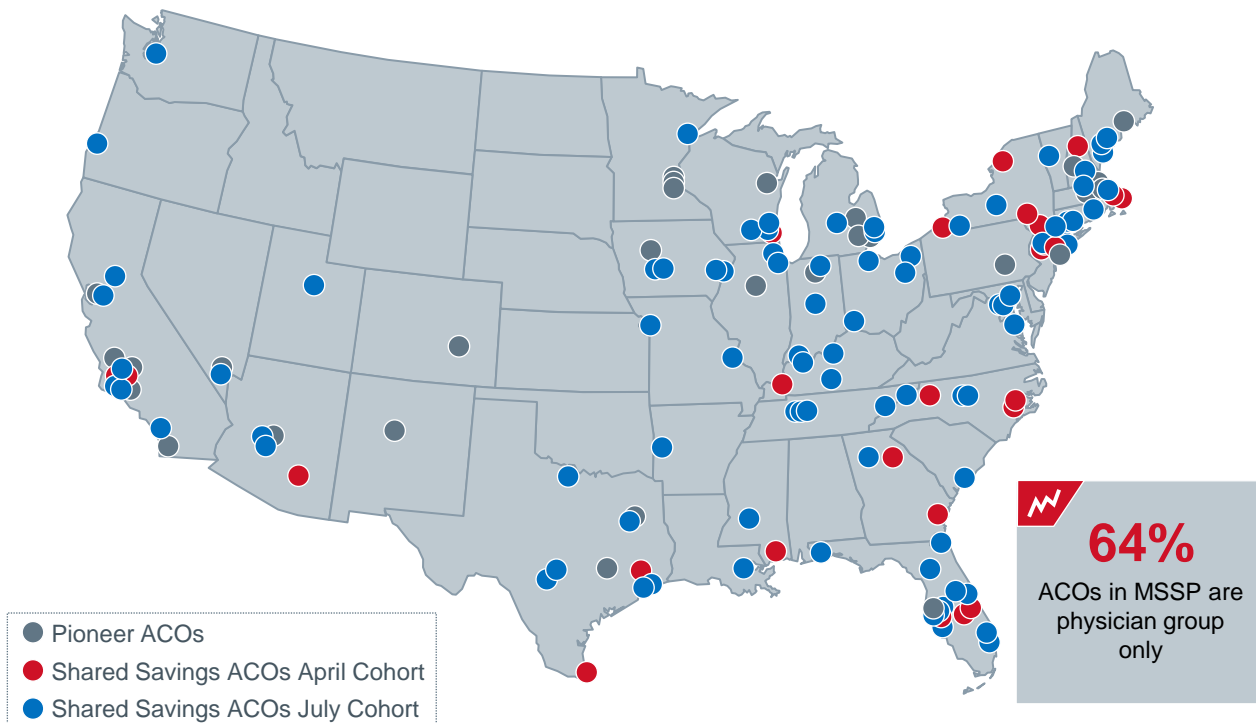 64%
ACOs in MSSP are
physician group
only
Pioneer ACOs
Shared Savings ACOs April Cohort
Shared Savings ACOs July Cohort